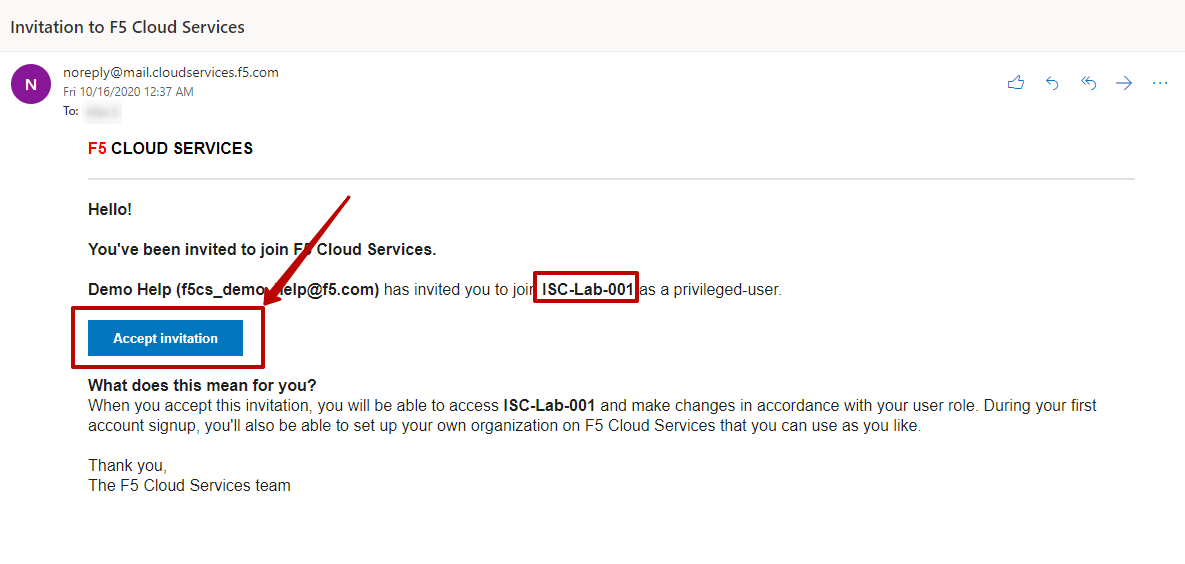 Invitation to F5 Cloud Services
N
noreply@mail.cloudservices.f5.com
Fri 10/16/2020 12:37 AM
To:
F5 CLOUD SERVICES
Hello!
You've been invited to join F5 Cloud Services.
Demo Help (f5cs_demo_help@f5.com) has invited you to join ISC-Lab-001 as a privileged-user.
Accept invitation
What does this mean for you?
When you accept this invitation, you will be able to access ISC-Lab-001 and make changes in accordance with your user role. During your first
account signup, you'll also be able to set up your own organization on F5 Cloud Services that you can use as you like.
Thank you,
The F5 Cloud Services team